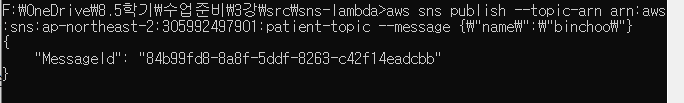 F:₩OneDrive₩8.5학기₩수업준비₩3강₩src₩sns-lambda>aws sns publish --topic-arn arn:aws
:sns:ap-northeast-2:305992497901:patient-topic --message {₩"name₩":₩"binchoo₩"}
{
    "MessageId": "84b99fd8-8a8f-5ddf-8263-c42f14eadcbb"
}